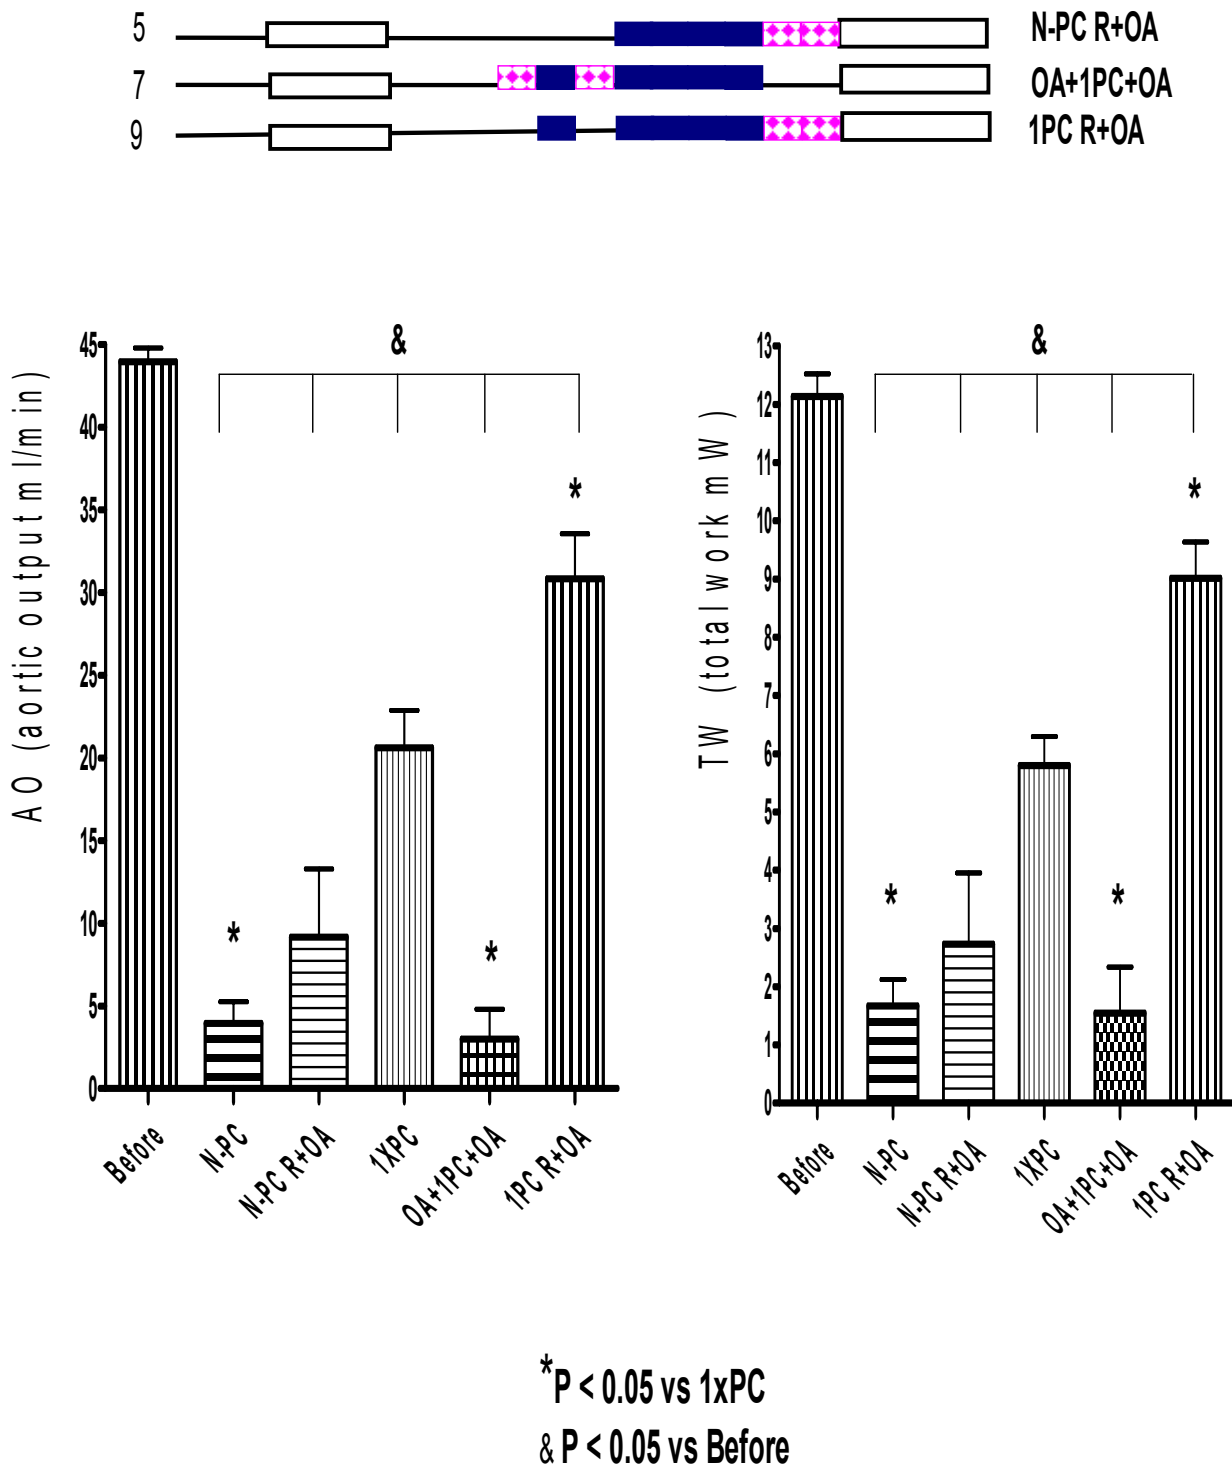 5 N-PC R+OA
7 OA+1PC+OA
9 1PC R+OA
&
&
AO (aortic output ml/min)
45
40
35
30
25
20
15
10
5
0
*
*
*
Before
N-PC
N-PC R+OA
1XPC
OA+1PC+OA
1PC R+OA
TW (total work mW)
13
12
11
10
9
8
7
6
5
4
3
2
1
0
*
*
*
Before
N-PC
N-PC R+OA
1XPC
OA+1PC+OA
1PC R+OA
*P < 0.05 vs 1xPC
& P < 0.05 vs Before